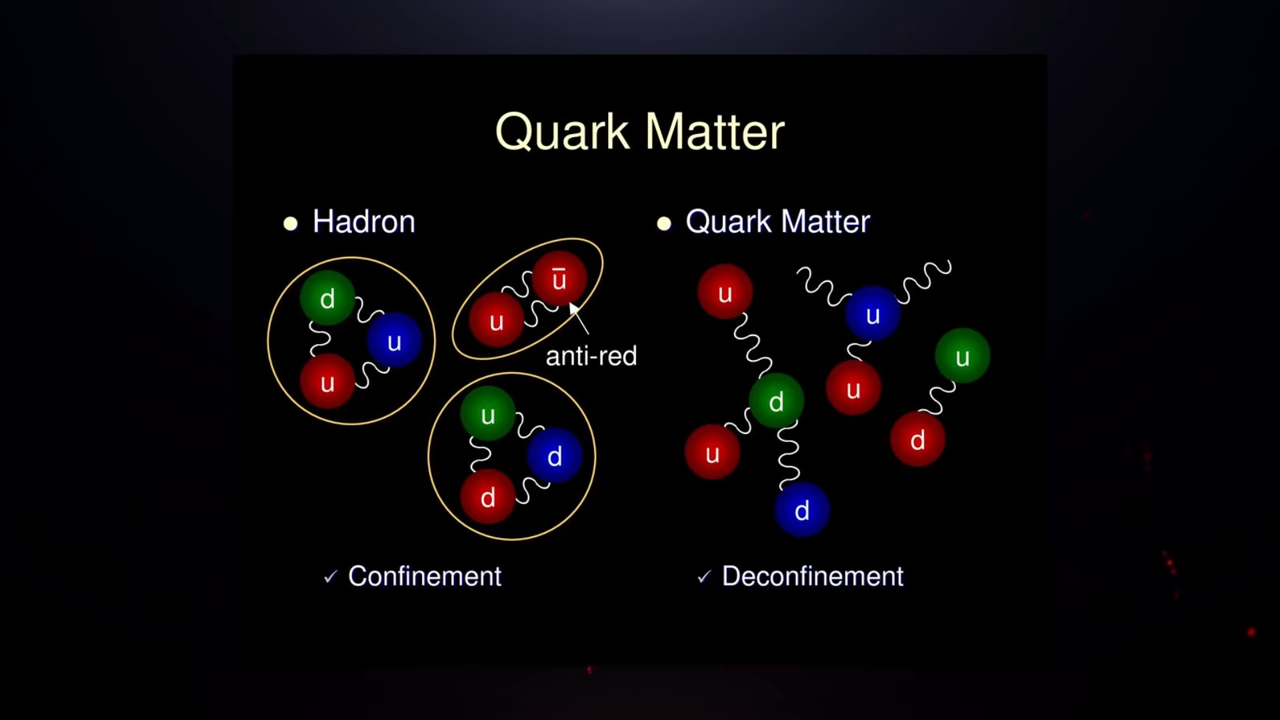 Quark Matter
• Hadron
d
u
u
u
ū
anti-red
u
d
d
✓ Confinement
• Quark Matter
u
u
u
u
d
d
u
d
✓ Deconfinement